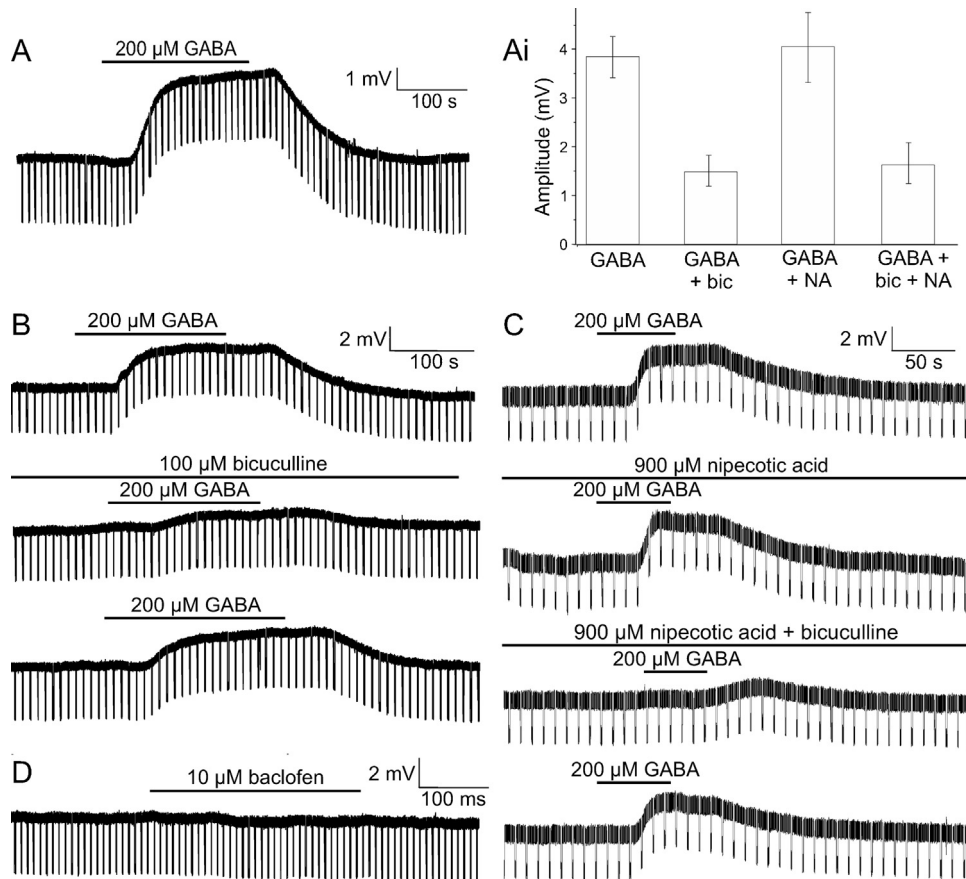 A
200 µM GABA
1 mV
100 s
Ai
Amplitude (mV)
4
3
2
1
0
GABA
GABA
+ bic
GABA
+ NA
GABA +
bic + NA
B
200 µM GABA
2 mV
100 s
100 µM bicuculline
200 µM GABA
200 µM GABA
C
200 µM GABA
2 mV
50 s
900 µM nipecotic acid
200 µM GABA
900 µM nipecotic acid + bicuculline
200 µM GABA
200 µM GABA
D
10 µM baclofen
2 mV
100 ms